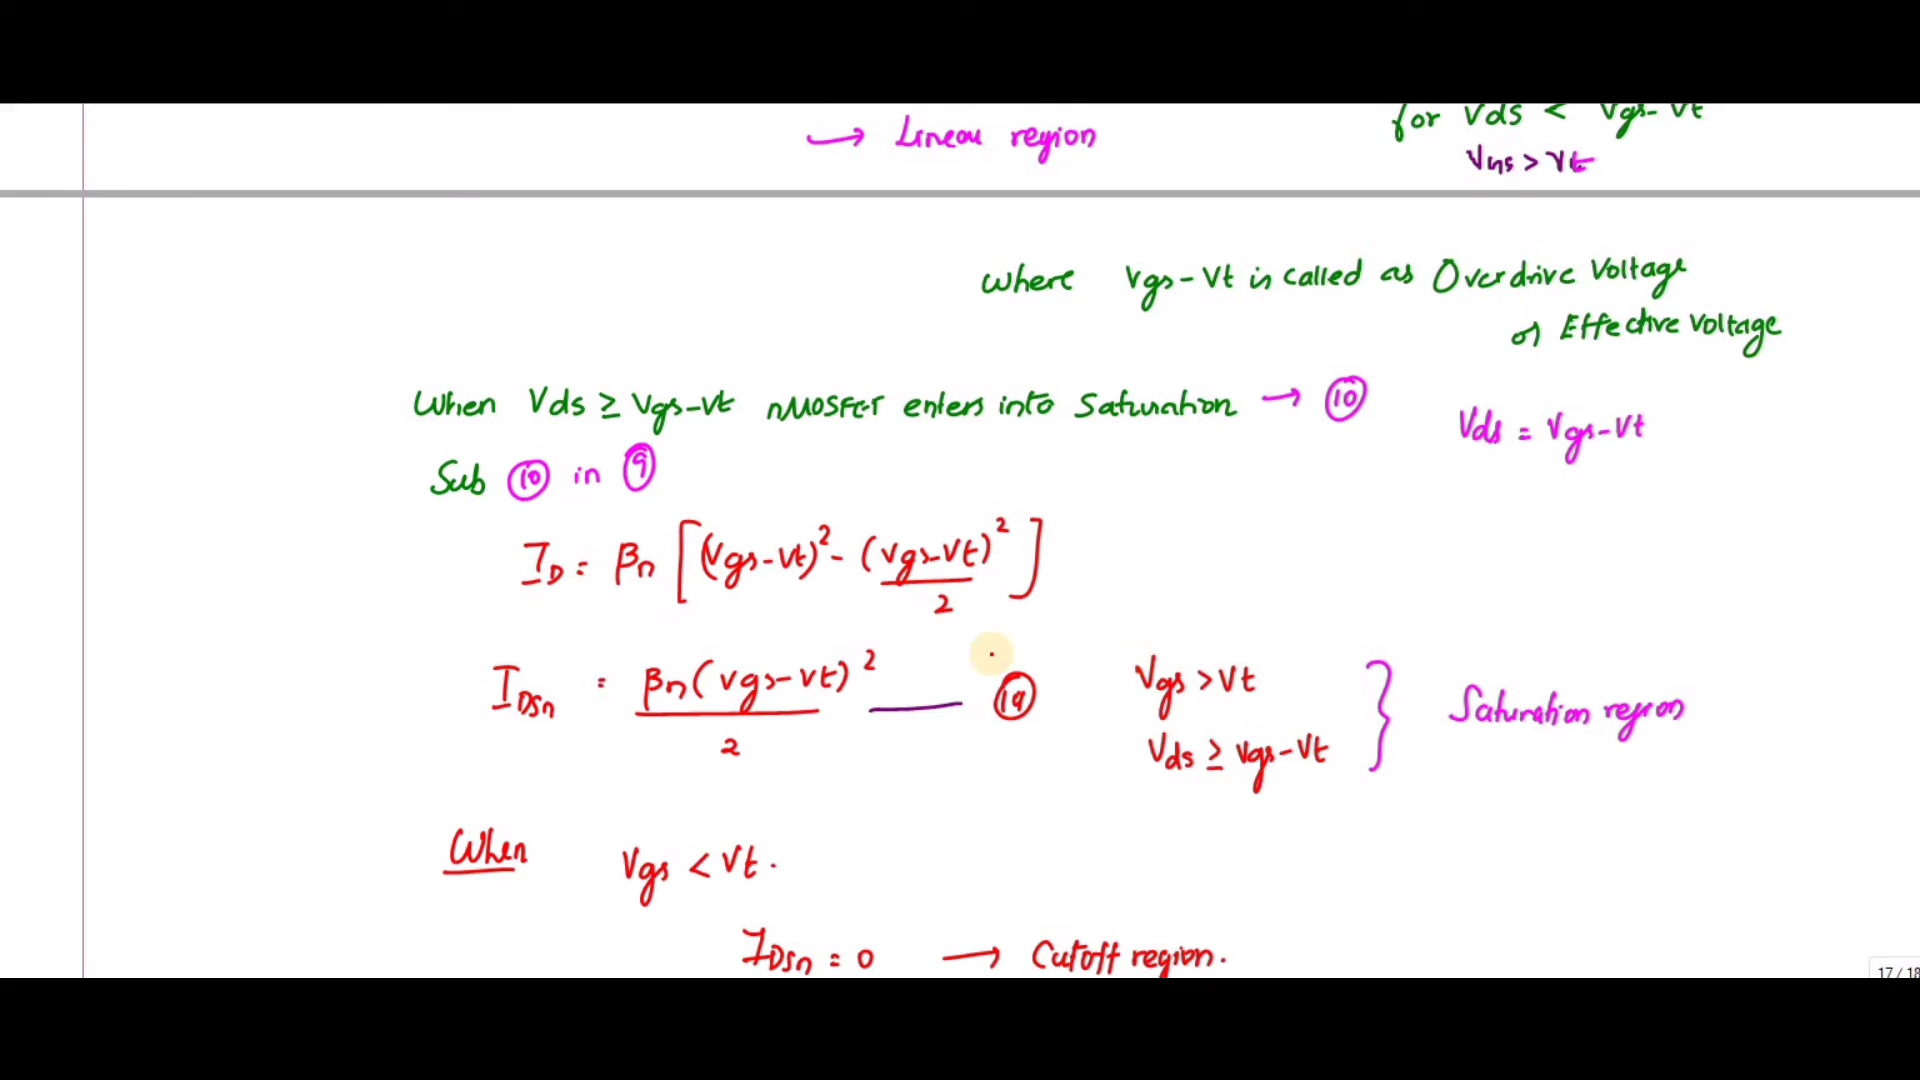 for Vds < Vgs-Vt
→ Linear region
Vgs > Vt
where Vgs-Vt is called as Overdrive Voltage
or Effective Voltage
When Vds ≥ Vgs-Vt nMOSFET enters into Saturation → 10
Vds = Vgs-Vt
Sub 10 in 9
ID = βn [(Vgs-Vt)² - (Vgs-Vt)²/2]
IDSn = βn(Vgs-Vt)²/2 —
Vgs > Vt
Vds ≥ Vgs-Vt } Saturation region
When Vgs < Vt.
IDSn = 0 → Cutoff region.
17 / 18